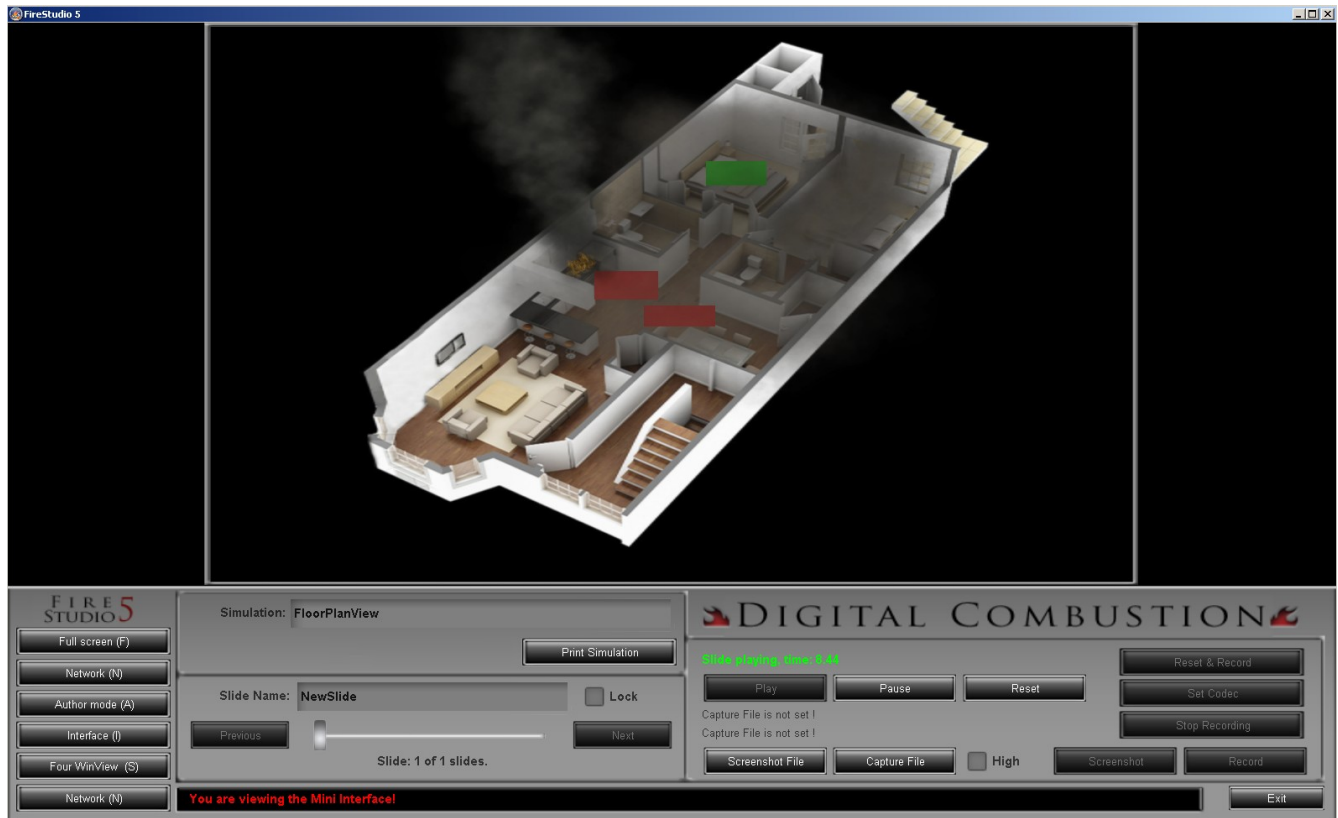 FireStudio 5
FIRE
STUDIO 5
Full screen (F)
Network (N)
Author mode (A)
Interface (I)
Four WinView (S)
Network (N)
Simulation: FloorPlanView
Print Simulation
Slide Name: NewSlide
Lock
Previous
Next
Slide: 1 of 1 slides.
DIGITAL COMBUSTION
Slide playing, time: 8.44
Play
Pause
Reset
Capture File is not set !
Capture File is not set !
Screenshot File
Capture File
High
Reset & Record
Set Codec
Stop Recording
Screenshot
Record
You are viewing the Mini Interface!
Exit